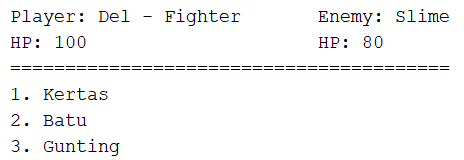 Player: Del - Fighter       Enemy: Slime
HP: 100                     HP: 80
========================================
1. Kertas
2. Batu
3. Gunting